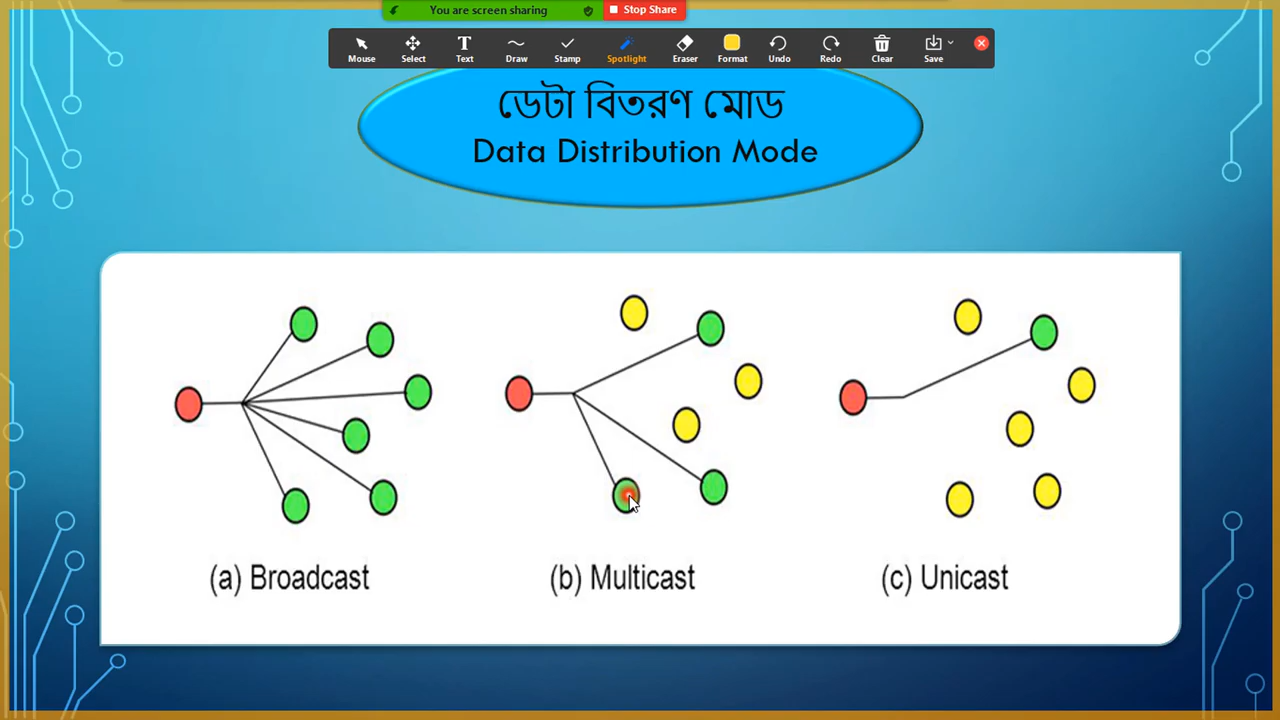 You are screen sharing Stop Share
Mouse Select Text Draw Stamp Spotlight Eraser Format Undo Redo Clear Save
ডেটা বিতরণ মোড
Data Distribution Mode
(a) Broadcast (b) Multicast (c) Unicast